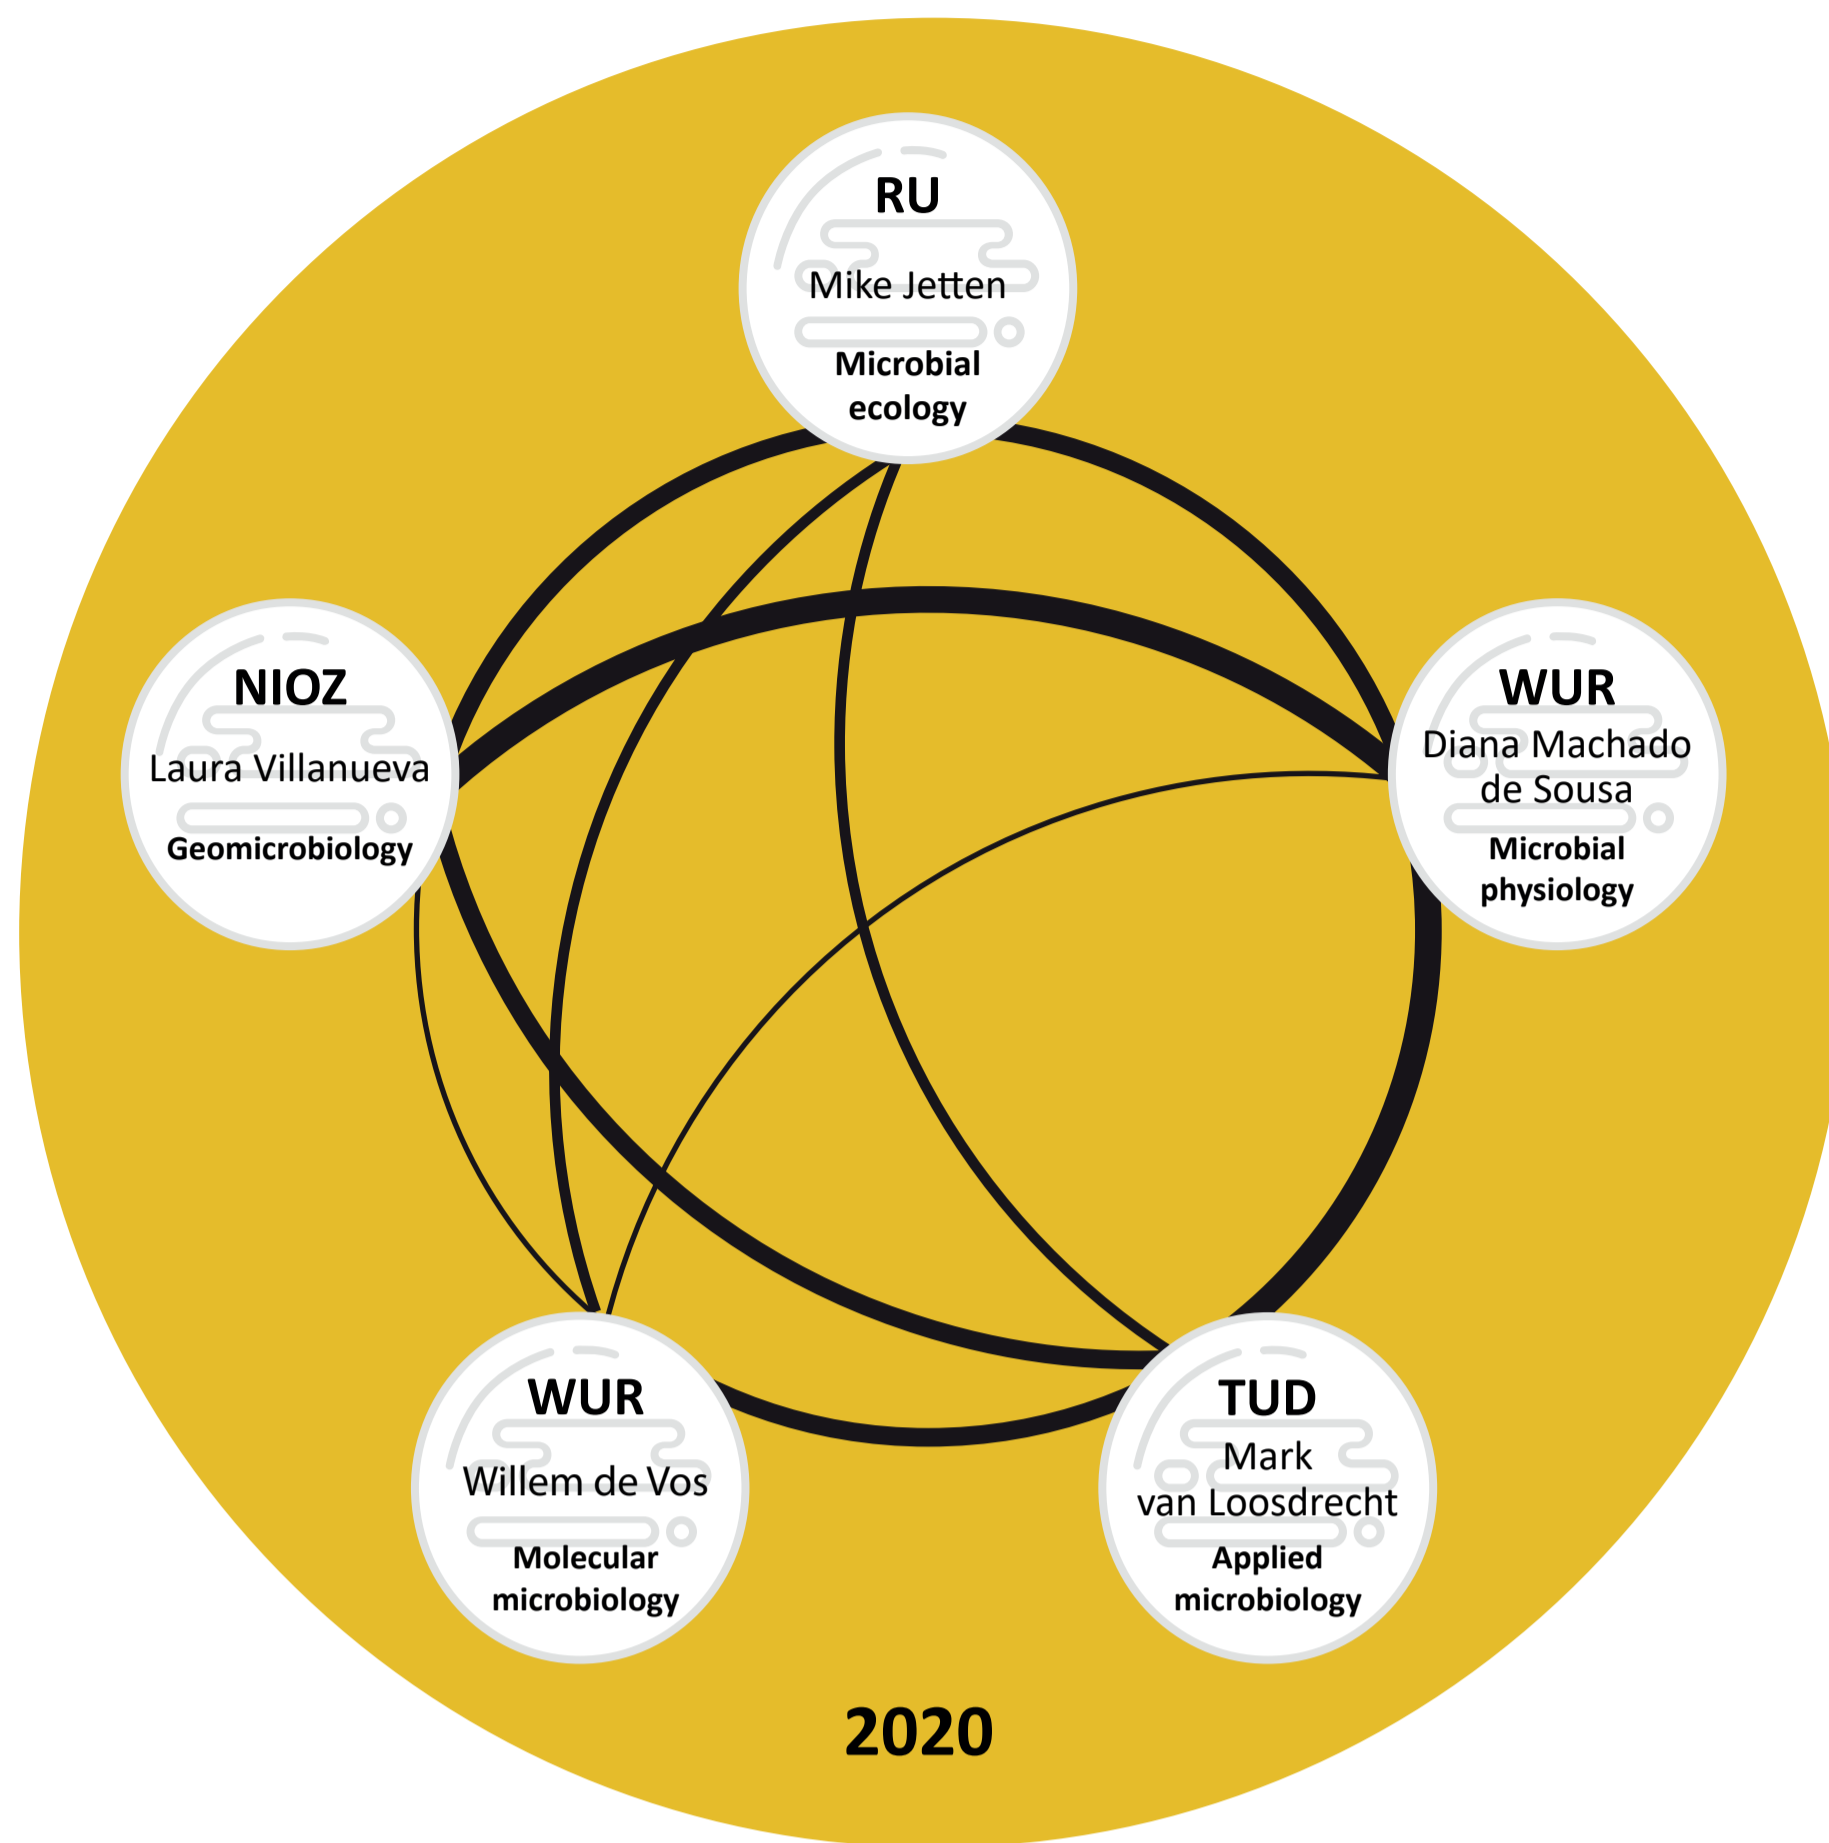 RU
Mike Jetten
Microbial
ecology
NIOZ
Laura Villanueva
Geomicrobiology
WUR
Diana Machado
de Sousa
Microbial
physiology
WUR
Willem de Vos
Molecular
microbiology
TUD
Mark
van Loosdrecht
Applied
microbiology
2020